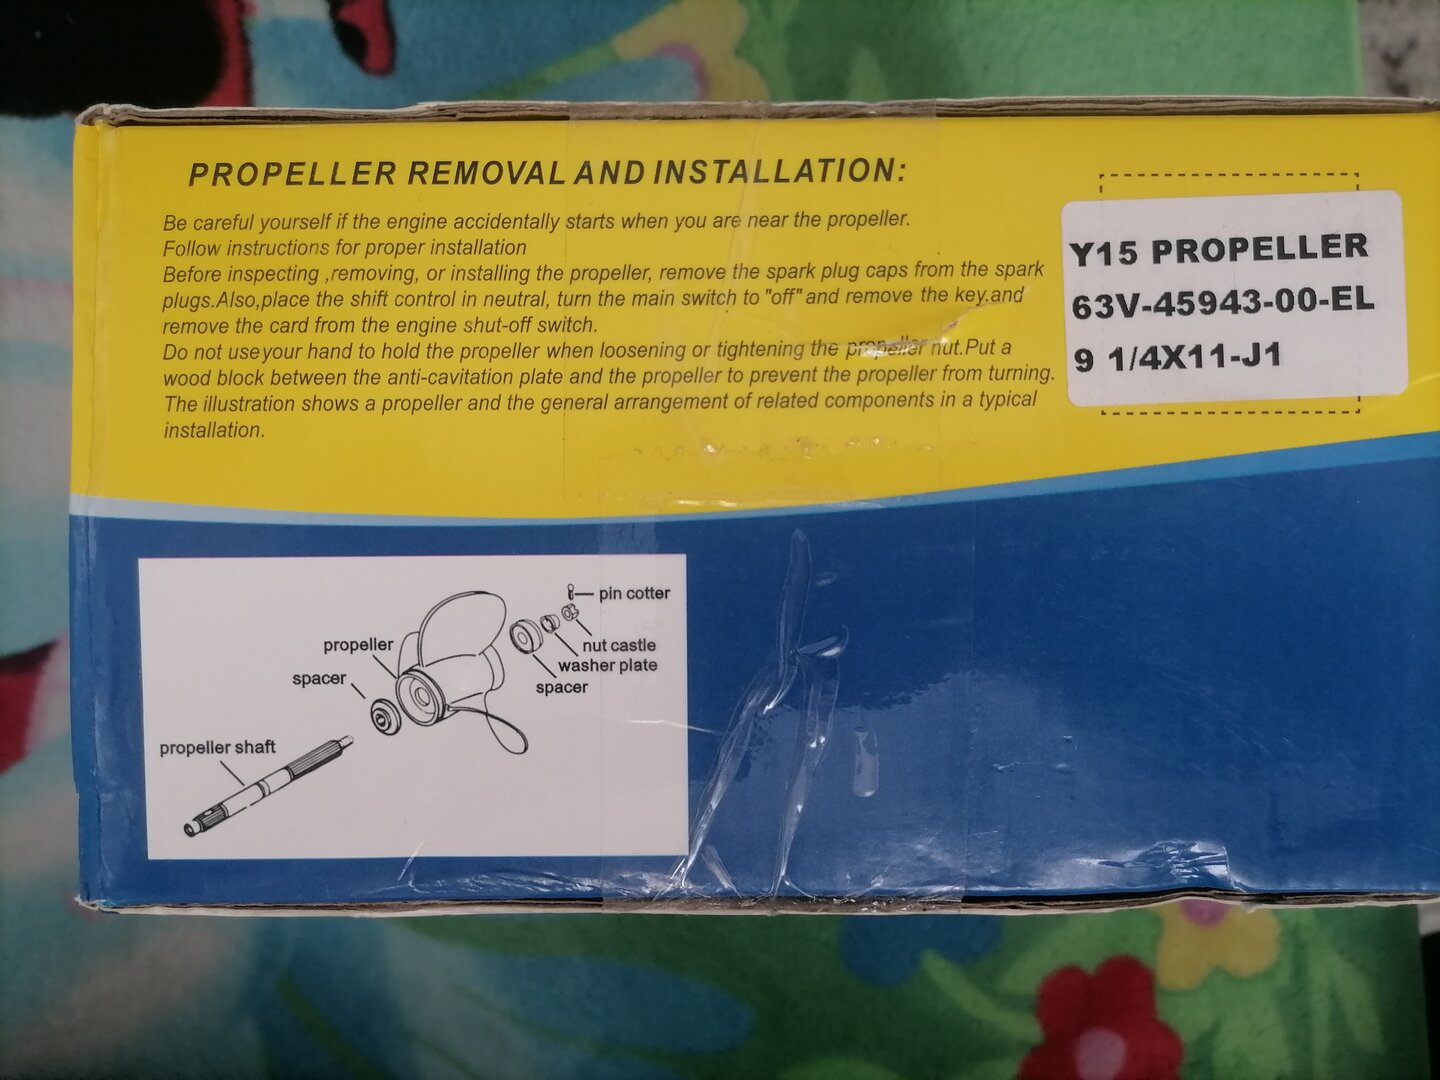 PROPELLER REMOVAL AND INSTALLATION:
Be careful yourself if the engine accidentally starts when you are near the propeller.
Follow instructions for proper installation
Before inspecting ,removing, or installing the propeller, remove the spark plug caps from the spark
plugs.Also,place the shift control in neutral, turn the main switch to "off" and remove the key.and
remove the card from the engine shut-off switch.
Do not use your hand to hold the propeller when loosening or tightening the propeller nut.Put a
wood block between the anti-cavitation plate and the propeller to prevent the propeller from turning.
The illustration shows a propeller and the general arrangement of related components in a typical
installation.
Y15 PROPELLER
63V-45943-00-EL
9 1/4X11-J1
pin cotter
nut castle
washer plate
spacer
propeller
spacer
propeller shaft